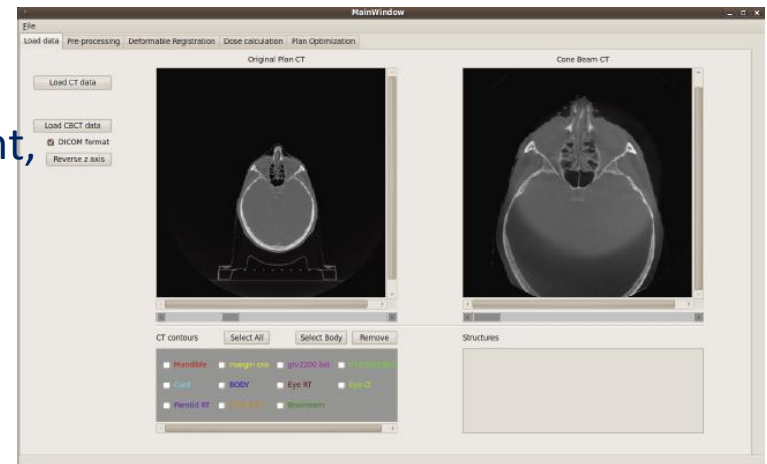 MainWindow
File
Load data Pre-processing Deformable Registration Dose calculation Plan Optimization
Original Plan CT
Cone Beam CT
Load CT data
Load CBCT data
nt,
DICOM format
Reverse z axis
CT contours Select All Select Body Remove
Structures
Mandible
Cord BODY Eye RT
Parotid RT Brainstem